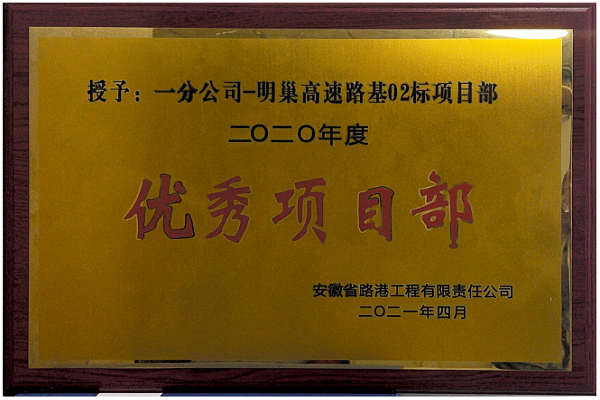 授予：一分公司-明巢高速路基02标项目部
二〇二〇年度
优秀项目部
安徽省路港工程有限责任公司
二〇二一年四月